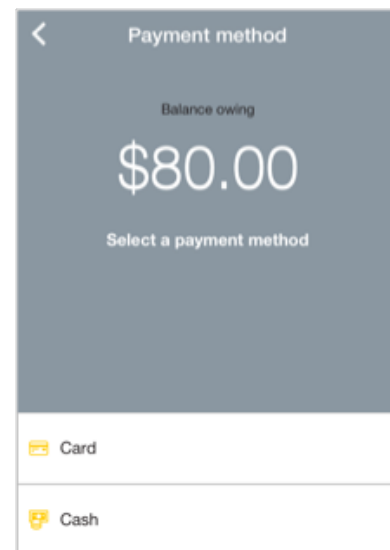 Payment method
Balance owing
$80.00
Select a payment method
Card
Cash